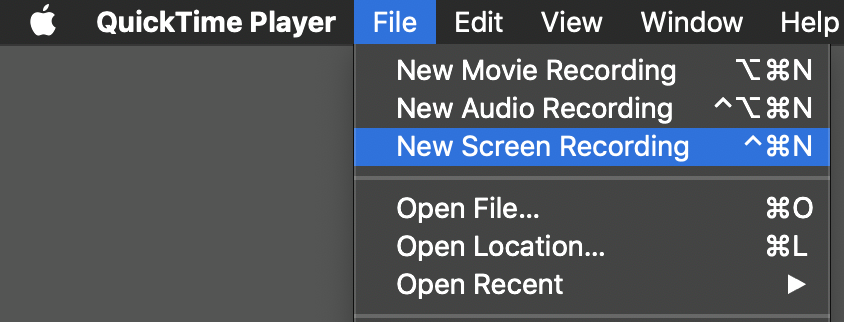 QuickTime Player File Edit View Window Help
New Movie Recording ⌥⌘N
New Audio Recording ^⌥⌘N
New Screen Recording ^⌘N
Open File... ⌘O
Open Location... ⌘L
Open Recent ▶